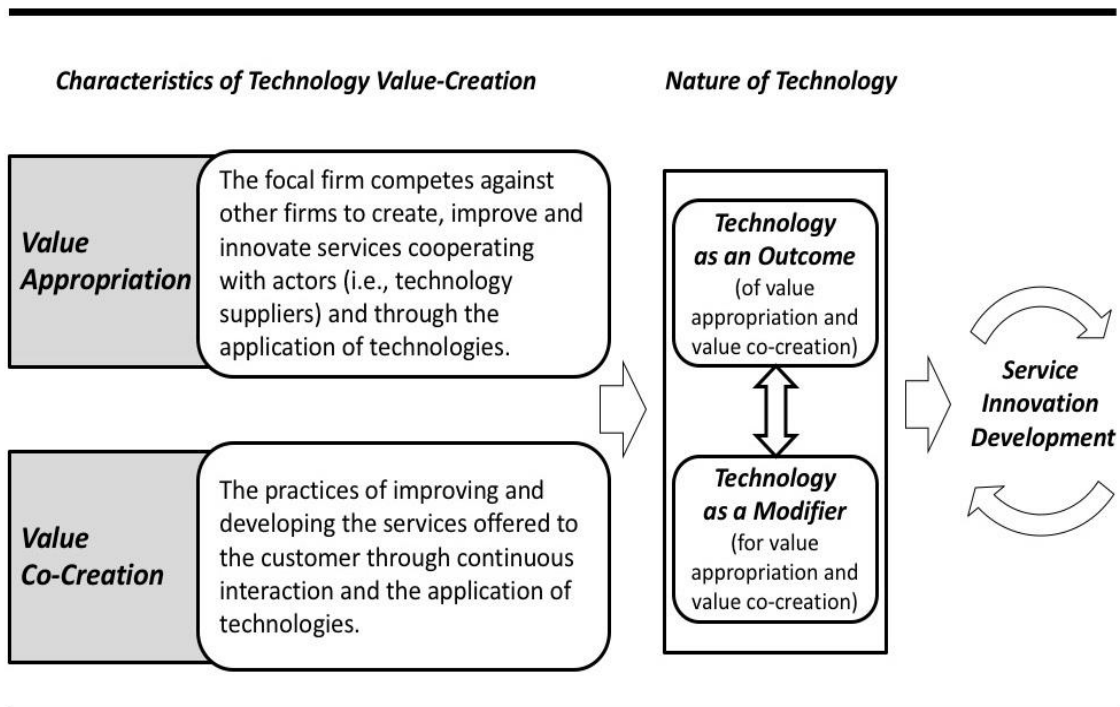 Characteristics of Technology Value-Creation
Nature of Technology
Value
Appropriation
The focal firm competes against
other firms to create, improve and
innovate services cooperating
with actors (i.e., technology
suppliers) and through the
application of technologies.
Value
Co-Creation
The practices of improving and
developing the services offered to
the customer through continuous
interaction and the application of
technologies.
Technology
as an Outcome
(of value
appropriation and
value co-creation)
Technology
as a Modifier
(for value
appropriation and
value co-creation)
Service
Innovation
Development